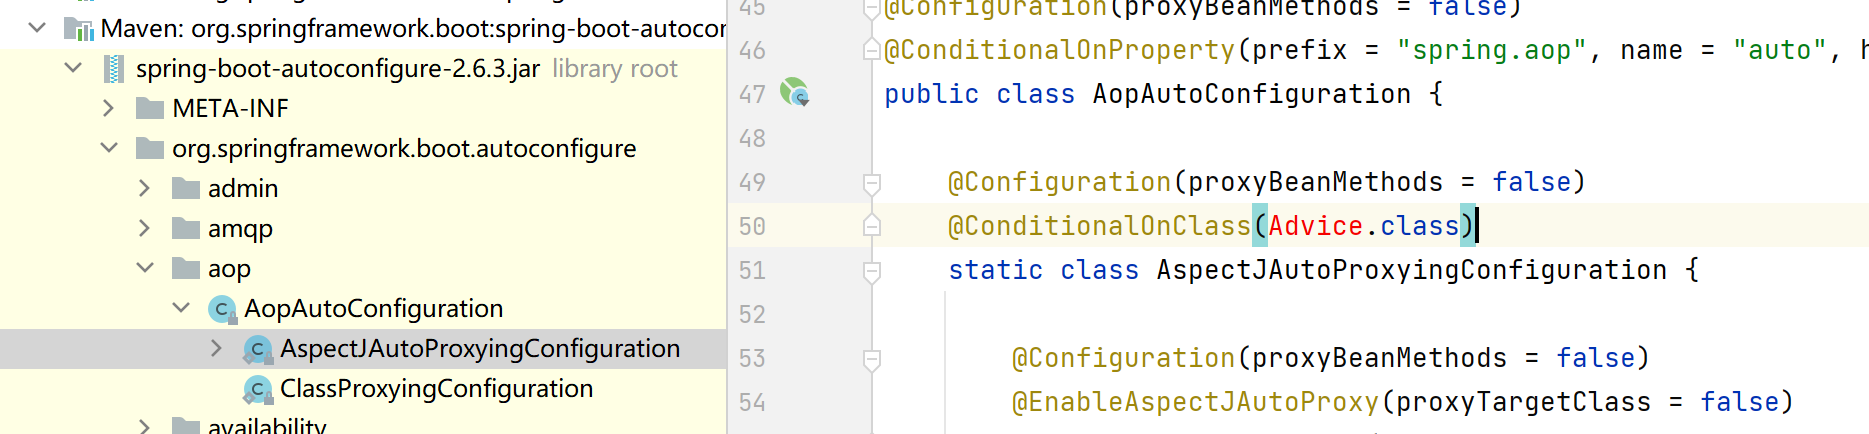 Maven: org.springframework.boot:spring-boot-autocon
spring-boot-autoconfigure-2.6.3.jar library root
META-INF
org.springframework.boot.autoconfigure
admin
amqp
aop
AopAutoConfiguration
AspectJAutoProxyingConfiguration
ClassProxyingConfiguration
availability
45 @Configuration(proxyBeanMethods = false)
46 @ConditionalOnProperty(prefix = "spring.aop", name = "auto", h
47 public class AopAutoConfiguration {
48
49 @Configuration(proxyBeanMethods = false)
50 @ConditionalOnClass(Advice.class)
51 static class AspectJAutoProxyingConfiguration {
52
53 @Configuration(proxyBeanMethods = false)
54 @EnableAspectJAutoProxy(proxyTargetClass = false)